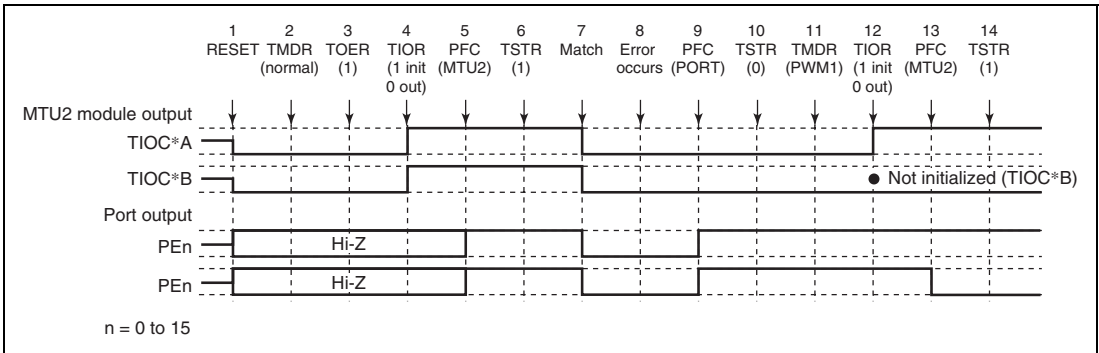 1 2 3 4 5 6 7 8 9 10 11 12 13 14
RESET TMDR TOER TIOR PFC TSTR Match Error PFC TSTR TMDR TIOR PFC TSTR
(normal) (1) (1 init (MTU2) (1) occurs (PORT) (0) (PWM1) (1 init (MTU2) (1)
0 out) 0 out)
MTU2 module output
TIOC*A
TIOC*B ● Not initialized (TIOC*B)
Port output
PEn Hi-Z
PEn Hi-Z
n = 0 to 15